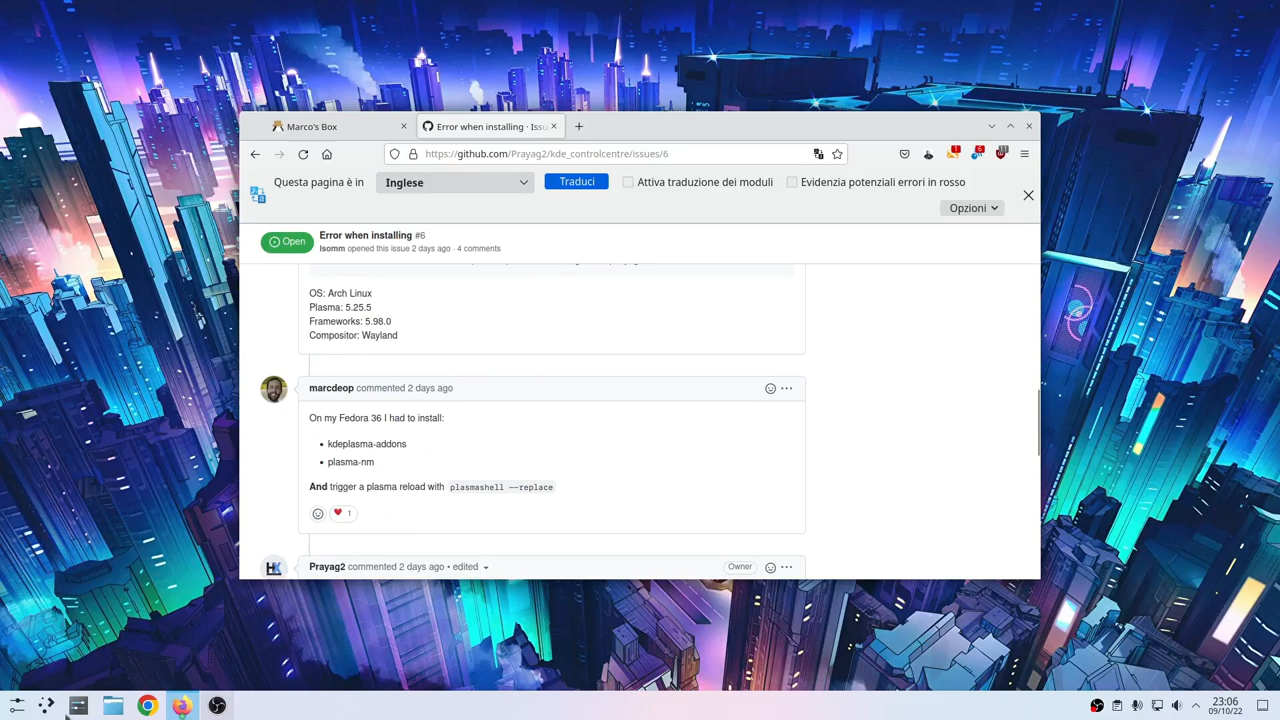 Marco's Box
Error when installing · Issu
https://github.com/Prayag2/kde_controlcentre/issues/6
1
6
Questa pagina è in
Inglese
Traduci
Attiva traduzione dei moduli
Evidenzia potenziali errori in rosso
Opzioni
Open
Error when installing #6
lsomm opened this issue 2 days ago · 4 comments
OS: Arch Linux
Plasma: 5.25.5
Frameworks: 5.98.0
Compositor: Wayland
marcdeop commented 2 days ago
On my Fedora 36 I had to install:
• kdeplasma-addons
• plasma-nm
And trigger a plasma reload with plasmashell --replace
1
HX
Prayag2 commented 2 days ago • edited
Owner
23:06
09/10/22